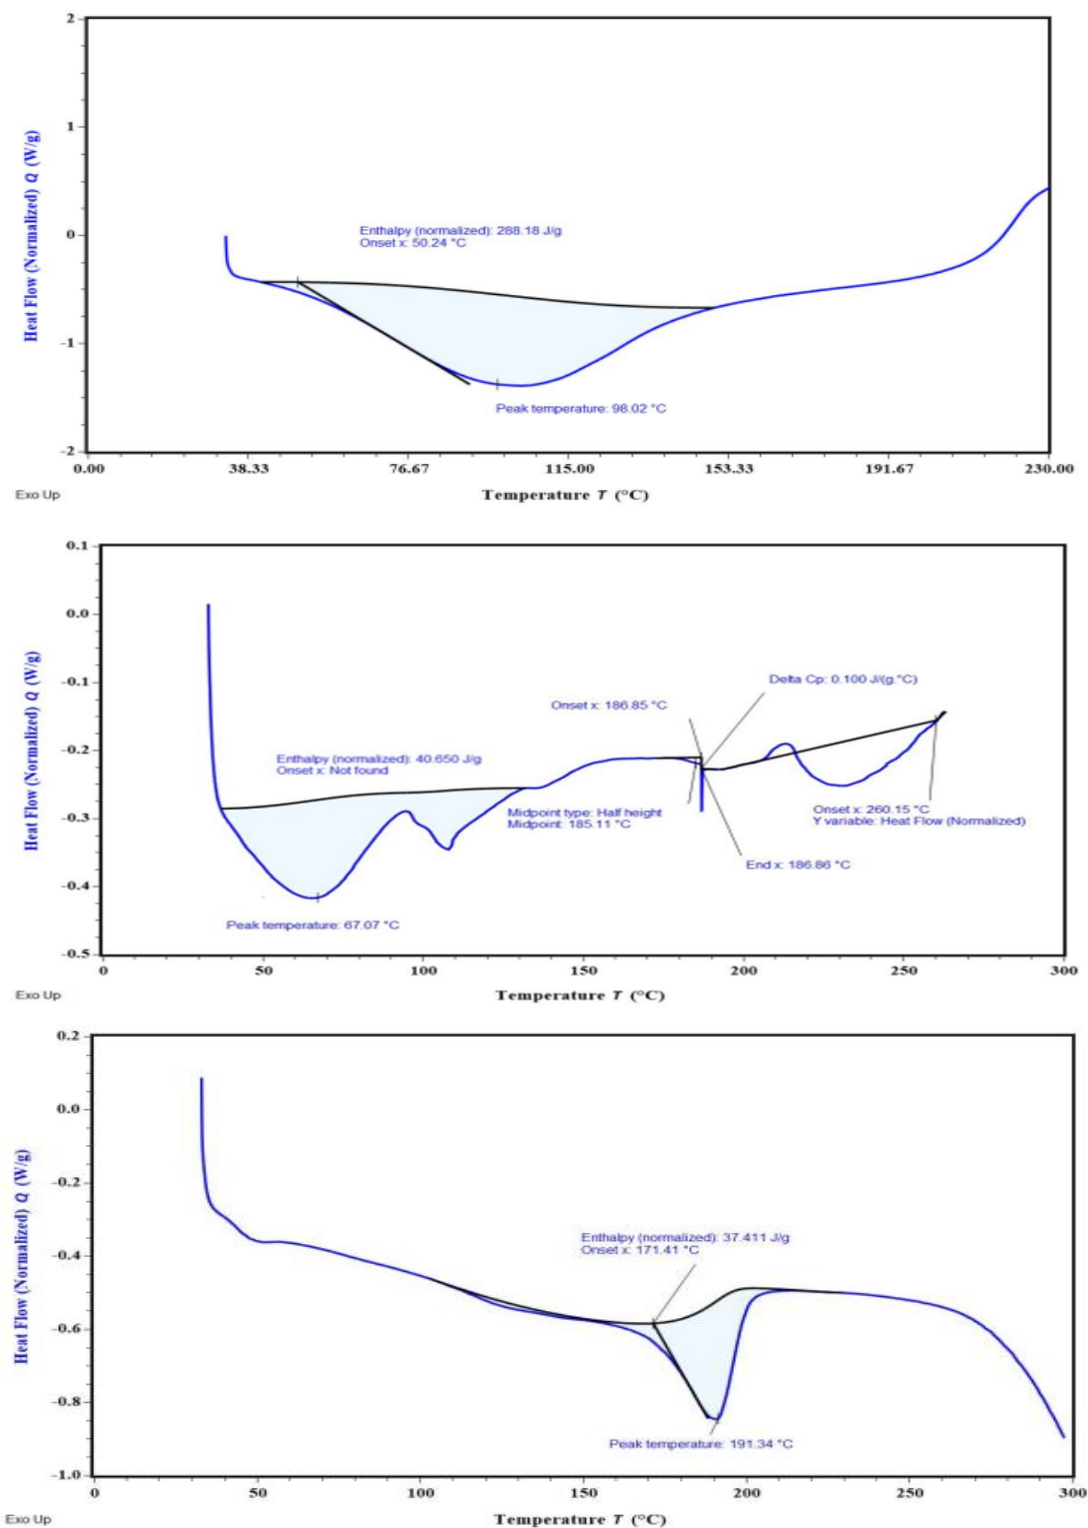 2
1
0
-1
-2
Heat Flow (Normalized) Q (W/g)
Enthalpy (normalized): 288.18 J/g
Onset x: 50.24 °C
Peak temperature: 98.02 °C
0.00 38.33 76.67 115.00 153.33 191.67 230.00
Exo Up
Temperature T (°C)
0.1
0.0
-0.1
-0.2
-0.3
-0.4
-0.5
Heat Flow (Normalized) Q (W/g)
Delta Cp: 0.100 J/(g·°C)
Onset x: 186.85 °C
Enthalpy (normalized): 40.650 J/g
Onset x: Not found
Midpoint type: Half height
Midpoint: 185.11 °C
Onset x: 260.15 °C
Y variable: Heat Flow (Normalized)
End x: 186.86 °C
Peak temperature: 67.07 °C
0 50 100 150 200 250 300
Exo Up
Temperature T (°C)
0.2
0.0
-0.2
-0.4
-0.6
-0.8
-1.0
Heat Flow (Normalized) Q (W/g)
Enthalpy (normalized): 37.411 J/g
Onset x: 171.41 °C
Peak temperature: 191.34 °C
0 50 100 150 200 250 300
Exo Up
Temperature T (°C)